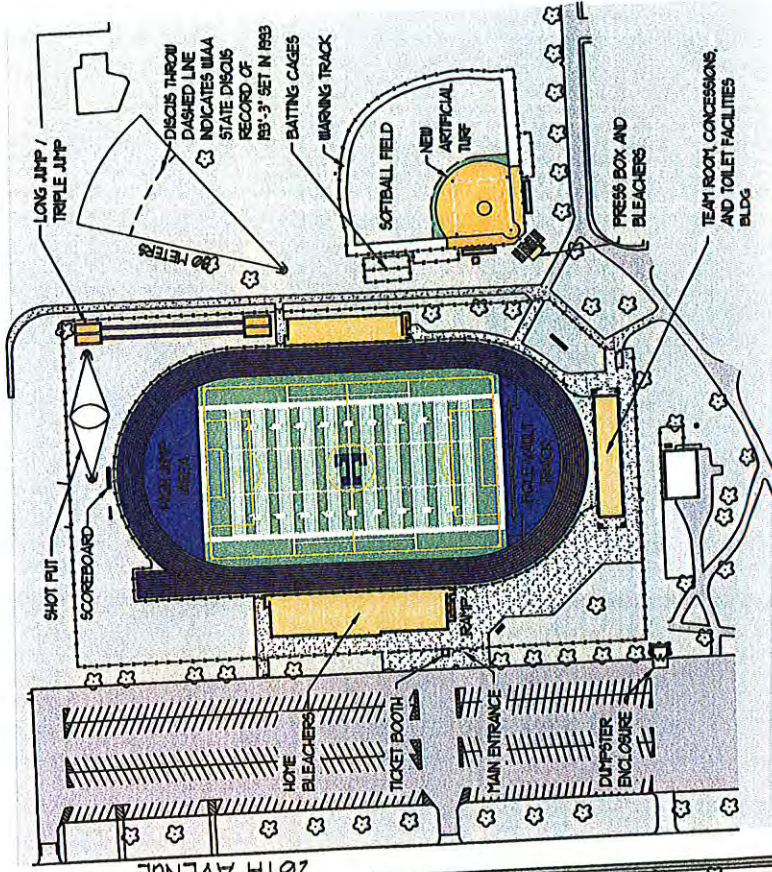 LONG JUMP /
TRIPLE JUMP
DISCUS THROW
DASHED LINE
INDICATES WIAA
STATE DISCUS
RECORD OF
193'-3" SET IN 1993
BATTING CAGES
WARNING TRACK
80 METERS
SOFTBALL FIELD
NEW
ARTIFICIAL
TURF
PRESS BOX AND
BLEACHERS
TEAM ROOM, CONCESSIONS,
AND TOILET FACILITIES
BLDG
SHOT PUT
SCOREBOARD
HIGH JUMP
AREA
POLE VAULT
TRACK
RAMP
HOME
BLEACHERS
TICKET BOOTH
MAIN ENTRANCE
DUMPSTER
ENCLOSURE
26TH AVENUE